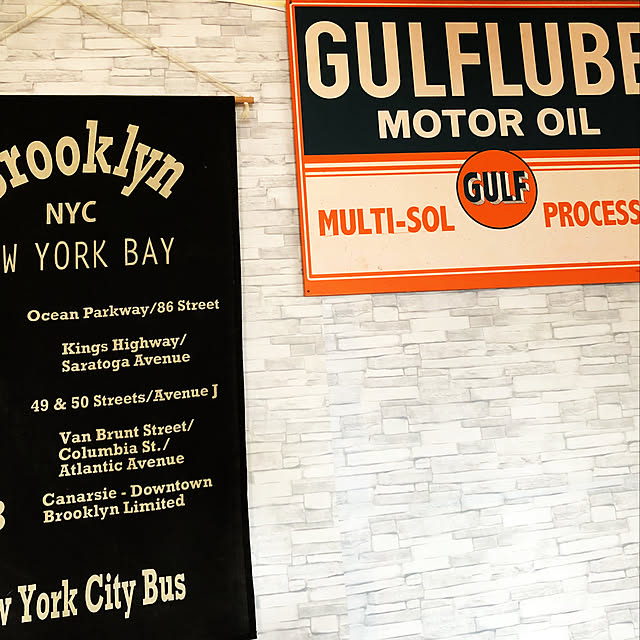 rooklyn
NYC
W YORK BAY
Ocean Parkway/86 Street
Kings Highway/
Saratoga Avenue
49 & 50 Streets/Avenue J
Van Brunt Street/
Columbia St./
Atlantic Avenue
Canarsie - Downtown
Brooklyn Limited
w York City Bus
GULFLUBE
MOTOR OIL
GULF
MULTI-SOL PROCESS